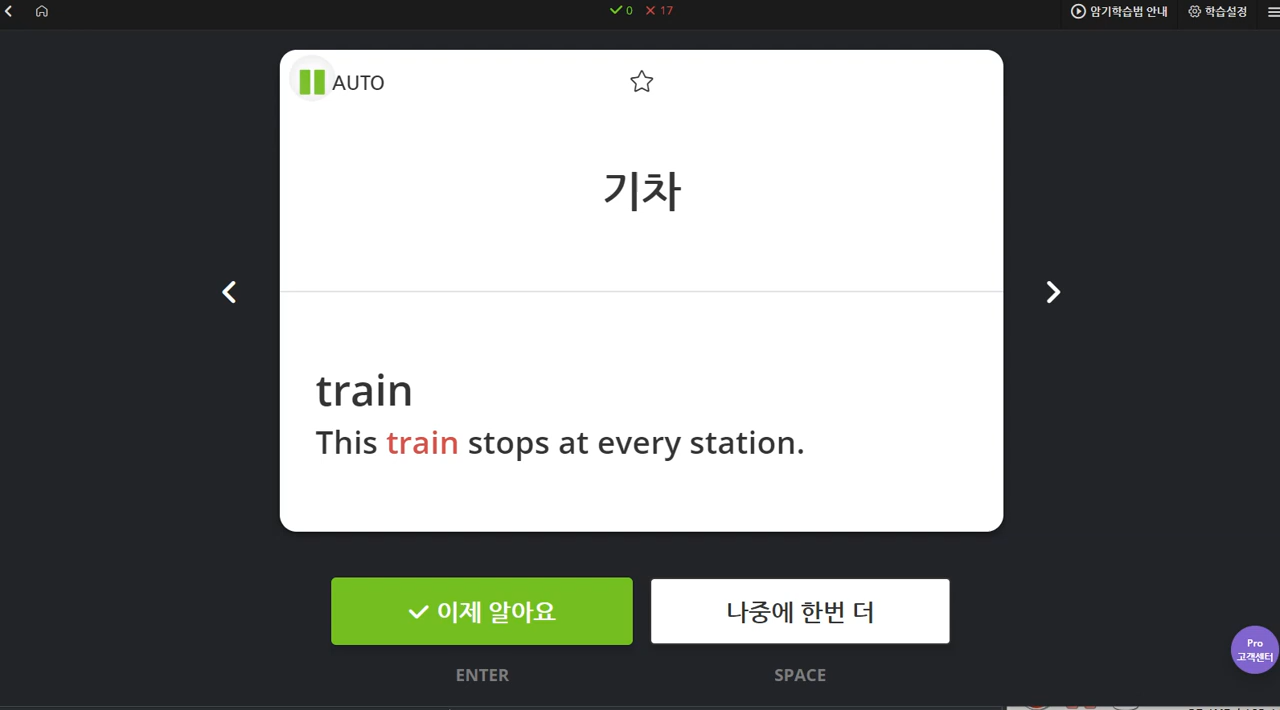 0 17 암기학습법 안내 학습설정
AUTO
기차
train
This train stops at every station.
이제 알아요 나중에 한번 더
ENTER SPACE
Pro
고객센터